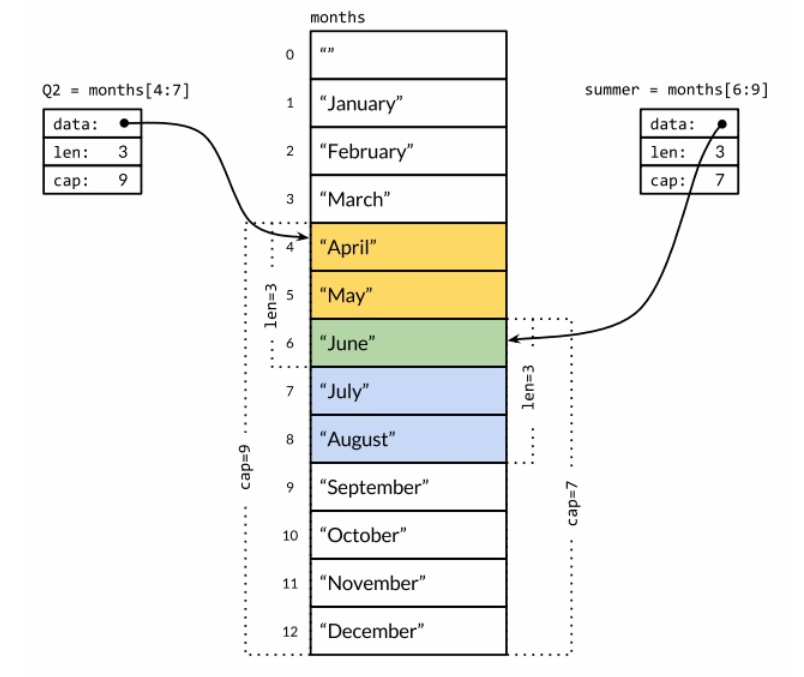 months
Q2 = months[4:7]
data:
len: 3
cap: 9
summer = months[6:9]
data:
len: 3
cap: 7
0 “”
1 “January”
2 “February”
3 “March”
4 “April”
5 “May”
6 “June”
7 “July”
8 “August”
9 “September”
10 “October”
11 “November”
12 “December”
len=3
cap=9
len=3
cap=7